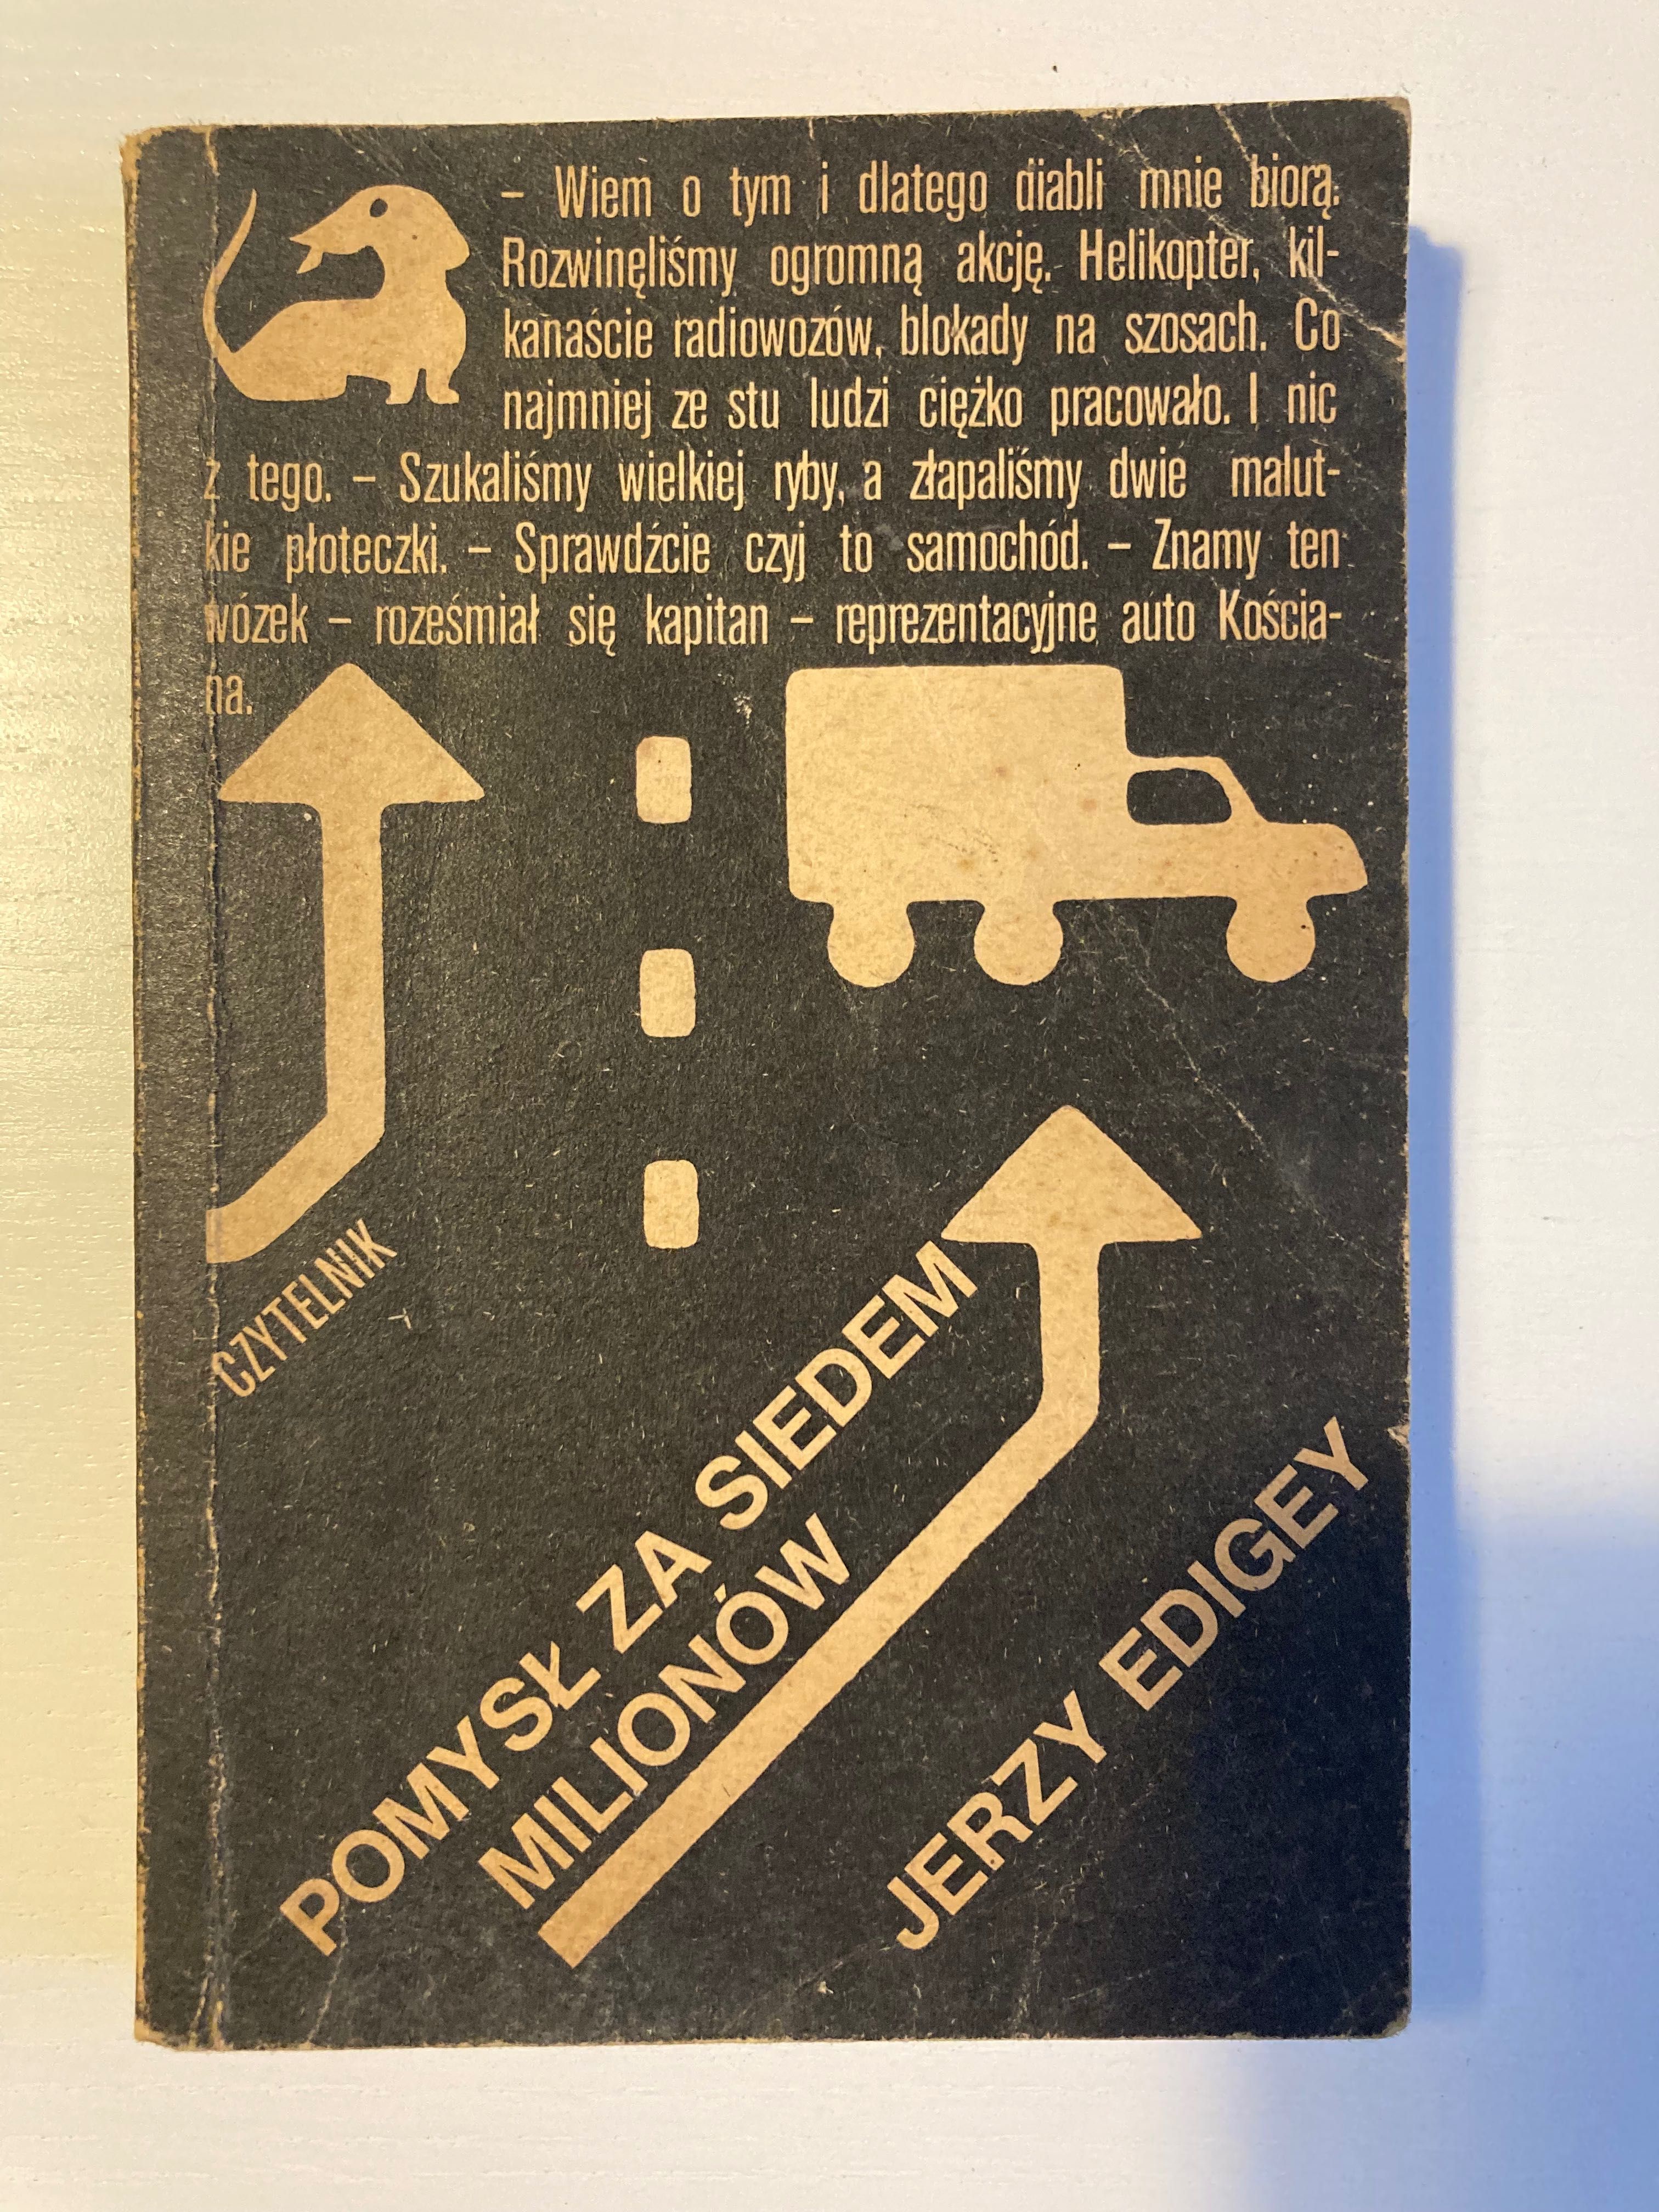 – Wiem o tym i dlatego diabli mnie biorą.
Rozwinęliśmy ogromną akcję. Helikopter, kil-
kanaście radiowozów, blokady na szosach. Co
najmniej ze stu ludzi ciężko pracowało. I nic
z tego. – Szukaliśmy wielkiej ryby, a złapaliśmy dwie malut-
kie płoteczki. – Sprawdźcie czyj to samochód. – Znamy ten
wózek – roześmiał się kapitan – reprezentacyjne auto Kościa-
na.
CZYTELNIK
POMYSŁ ZA SIEDEM
MILIONÓW
JERZY EDIGEY